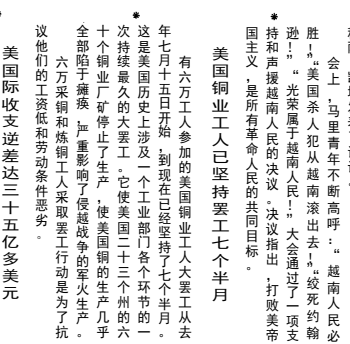 会上，马里青年不断高呼：“越南人民必
胜！”“美国杀人犯从越南滚出去！”“绞死约翰
逊！”“光荣属于越南人民！”大会通过了一项支
持和声援越南人民的决议。决议指出，打败美帝
国主义，是所有革命人民的共同目标。
*
美国铜业工人已坚持罢工七个半月
有六万工人参加的美国铜业工人大罢工从去
年七月十五日开始，到现在已经坚持了七个半月。
这是美国历史上涉及一个工业部门各个环节的一
次持续最久的大罢工。它使美国二十三个州的六
十个铜业厂矿停止了生产，使美国铜的生产几乎
全部陷于瘫痪，严重影响了侵越战争的军火生产。
六万采铜和炼铜工人采取罢工行动是为了抗
议他们的工资低和劳动条件恶劣。
*
美国际收支逆差达三十五亿多美元